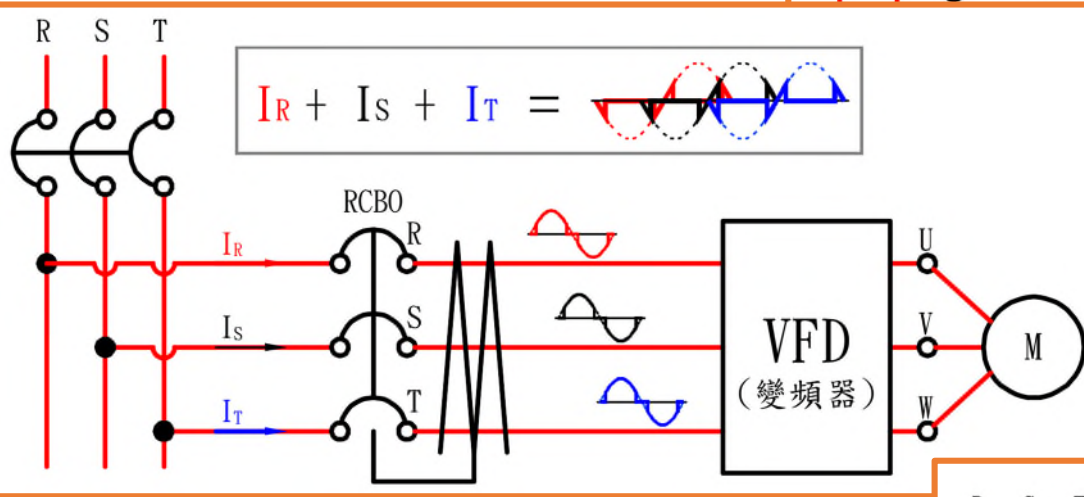 R S T
IR + IS + IT =
RCBO
R
IR
U
S
IS
V
VFD
M
(變頻器)
T
IT
W